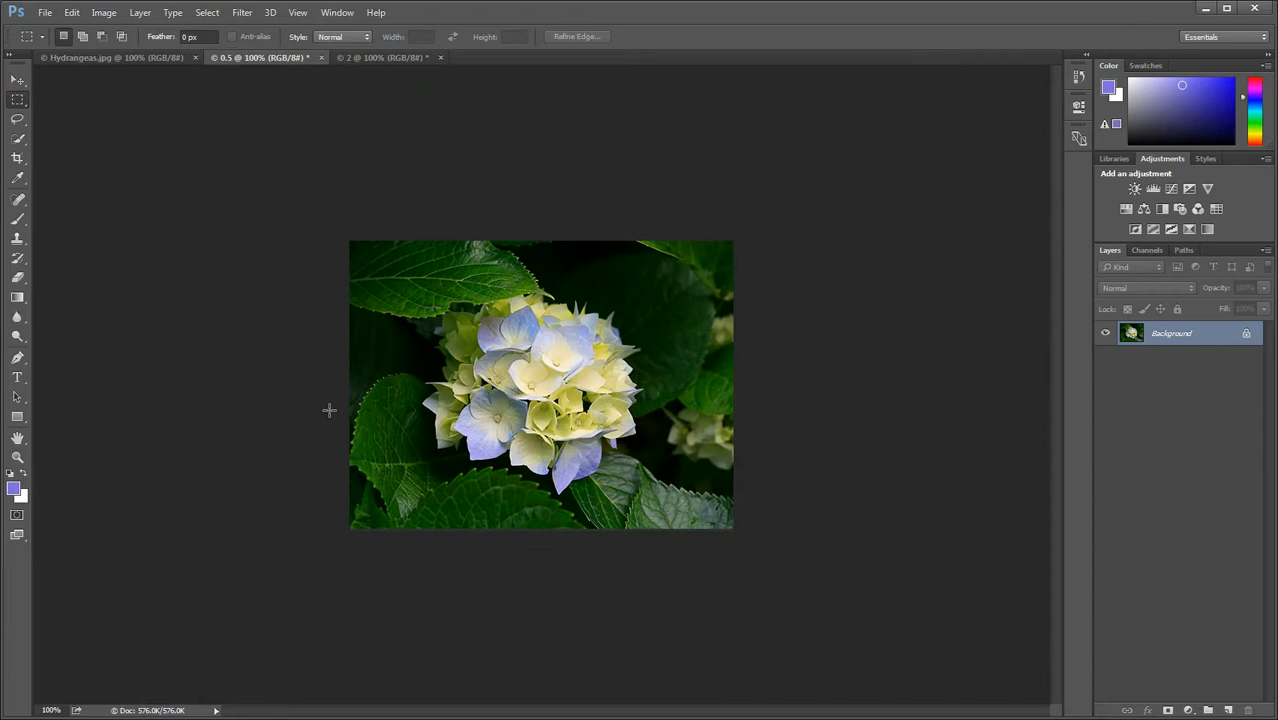 Ps File Edit Image Layer Type Select Filter 3D View Window Help
Feather: 0 px Anti-alias Style: Normal Width: Height: Refine Edge... Essentials
© Hydrangeas.jpg @ 100% (RGB/8#) × © 0.5 @ 100% (RGB/8#) * × © 2 @ 100% (RGB/8#) * ×
Color Swatches
Libraries Adjustments Styles
Add an adjustment
Layers Channels Paths
Kind
Normal Opacity: 100%
Lock: Fill: 100%
Background
100% © Doc: 576.0K/576.0K